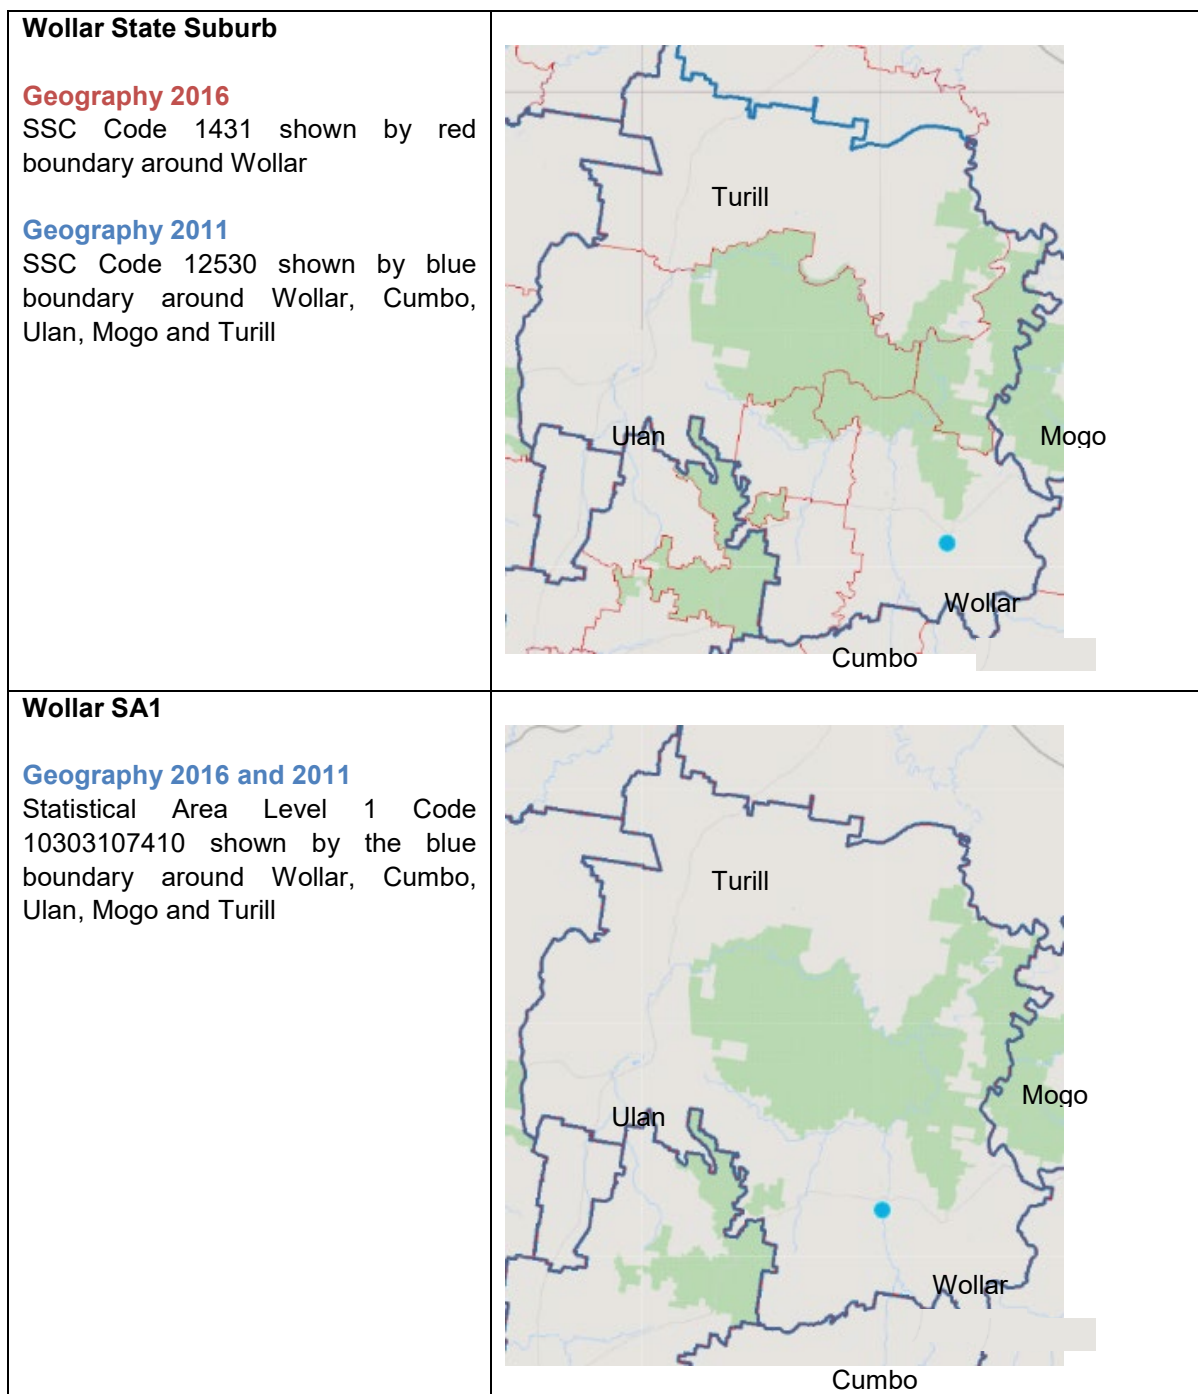 Wollar State Suburb
Geography 2016
SSC Code 1431 shown by red
boundary around Wollar
Geography 2011
SSC Code 12530 shown by blue
boundary around Wollar, Cumbo,
Ulan, Mogo and Turill
Turill
Ulan
Mogo
Wollar
Cumbo
Wollar SA1
Geography 2016 and 2011
Statistical Area Level 1 Code
10303107410 shown by the blue
boundary around Wollar, Cumbo,
Ulan, Mogo and Turill
Turill
Mogo
Ulan
Wollar
Cumbo